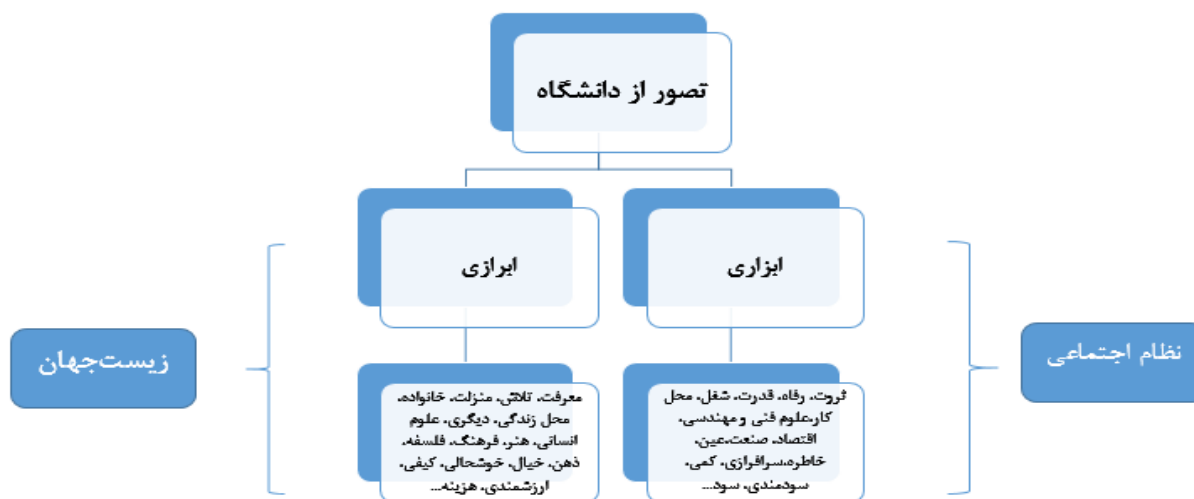 تصور از دانشگاه
ابزاری
ابرازی
نظام اجتماعی
زیست‌جهان
ثروت، رفاه، قدرت، شغل، محل
کار،علوم فنی و مهندسی،
اقتصاد، صنعت،عین،
خاطره،سرافرازی، کمی،
سودمندی، سود...
معرفت، تلاش، منزلت، خانواده،
محل زندگی، دیگری، علوم
انسانی، هنر، فرهنگ، فلسفه،
ذهن، خیال، خوشحالی، کیفی،
ارزشمندی، هزینه...